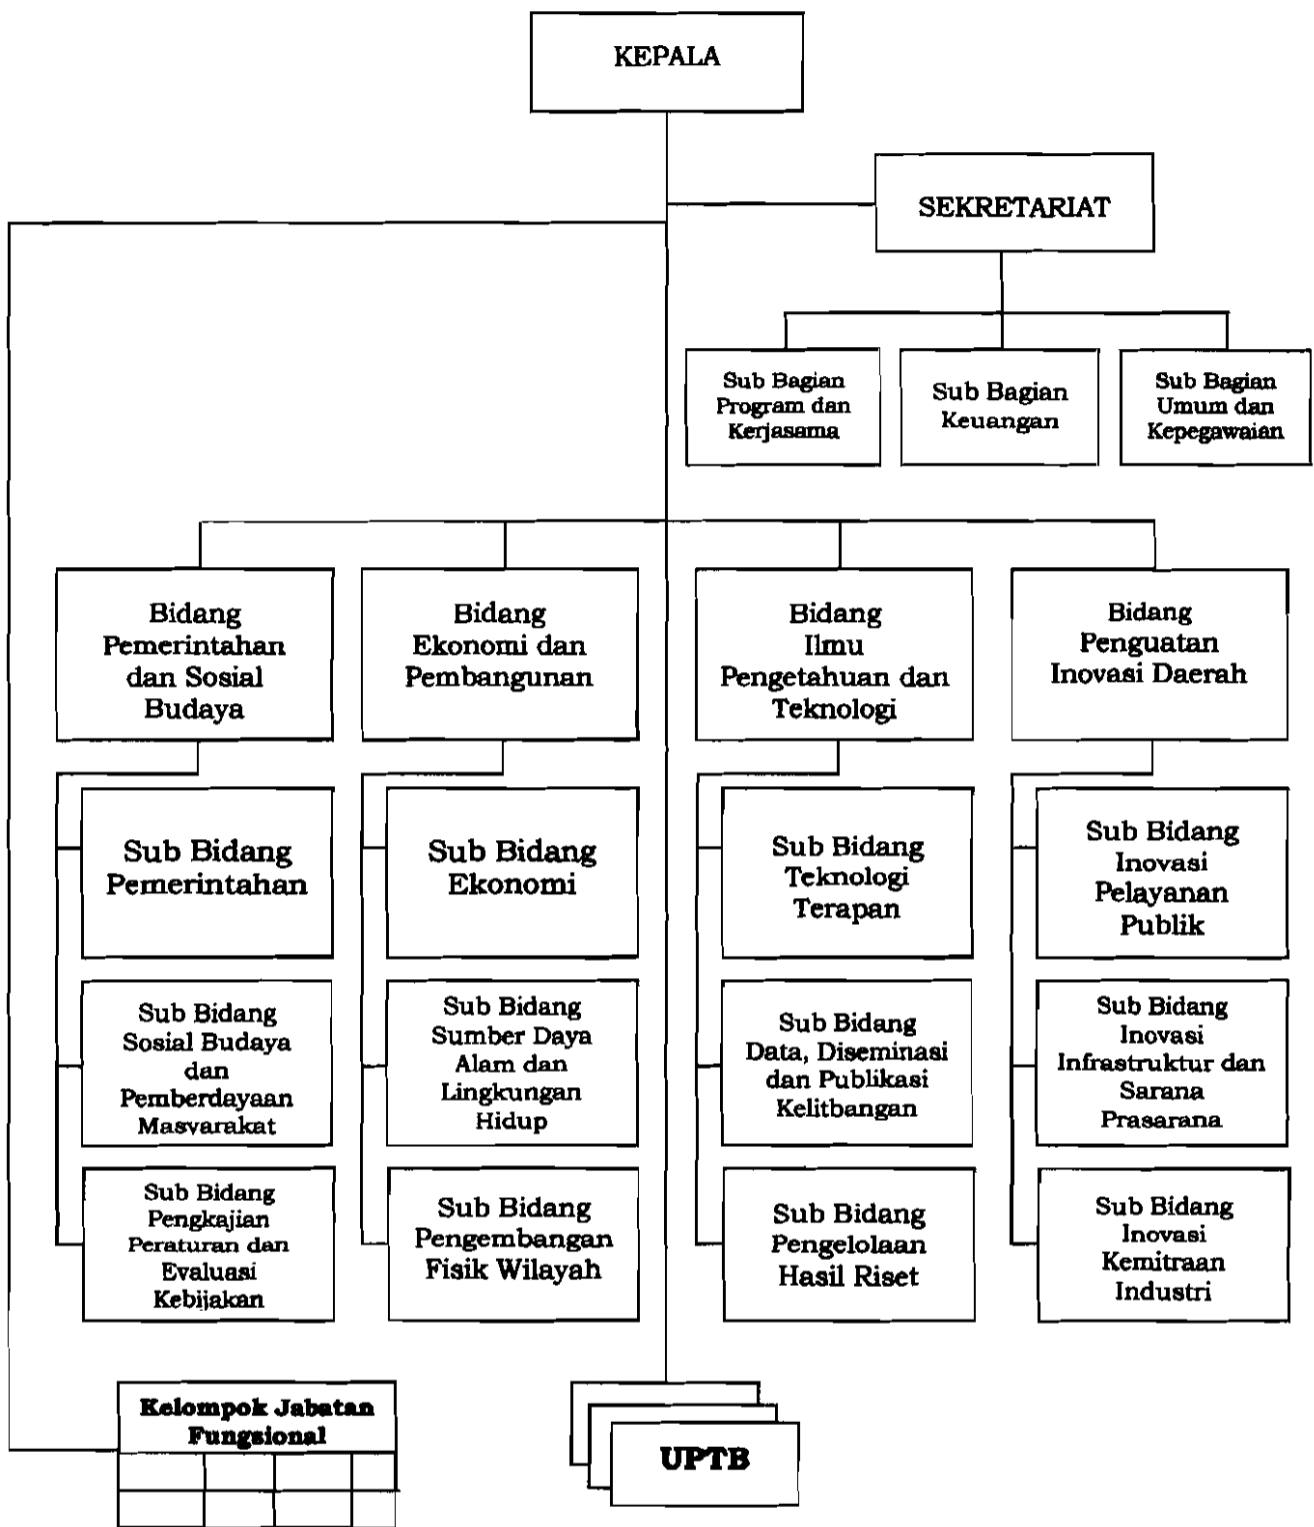 KEPALA
SEKRETARIAT
Sub Bagian
Program dan
Kerjasama
Sub Bagian
Keuangan
Sub Bagian
Umum dan
Kepegawaian
Bidang
Pemerintahan
dan Sosial
Budaya
Bidang
Ekonomi dan
Pembangunan
Bidang
Ilmu
Pengetahuan dan
Teknologi
Bidang
Penguatan
Inovasi Daerah
Sub Bidang
Pemerintahan
Sub Bidang
Ekonomi
Sub Bidang
Teknologi
Terapan
Sub Bidang
Inovasi
Pelayanan
Publik
Sub Bidang
Sosial Budaya
dan
Pemberdayaan
Masyarakat
Sub Bidang
Sumber Daya
Alam dan
Lingkungan
Hidup
Sub Bidang
Data, Diseminasi
dan Publikasi
Kelitbangan
Sub Bidang
Inovasi
Infrastruktur dan
Sarana
Prasarana
Sub Bidang
Pengkajian
Peraturan dan
Evaluasi
Kebijakan
Sub Bidang
Pengembangan
Fisik Wilayah
Sub Bidang
Pengelolaan
Hasil Riset
Sub Bidang
Inovasi
Kemitraan
Industri
Kelompok Jabatan
Fungsional
UPTB